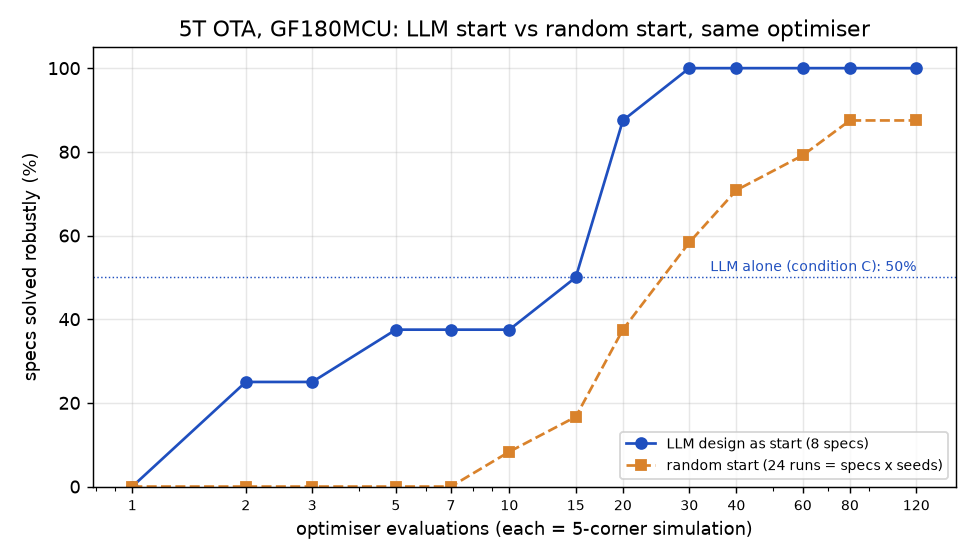 5T OTA, GF180MCU: LLM start vs random start, same optimiser
specs solved robustly (%)
100
80
60
40
20
0
LLM alone (condition C): 50%
LLM design as start (8 specs)
random start (24 runs = specs x seeds)
1 2 3 5 7 10 15 20 30 40 60 80 120
optimiser evaluations (each = 5-corner simulation)